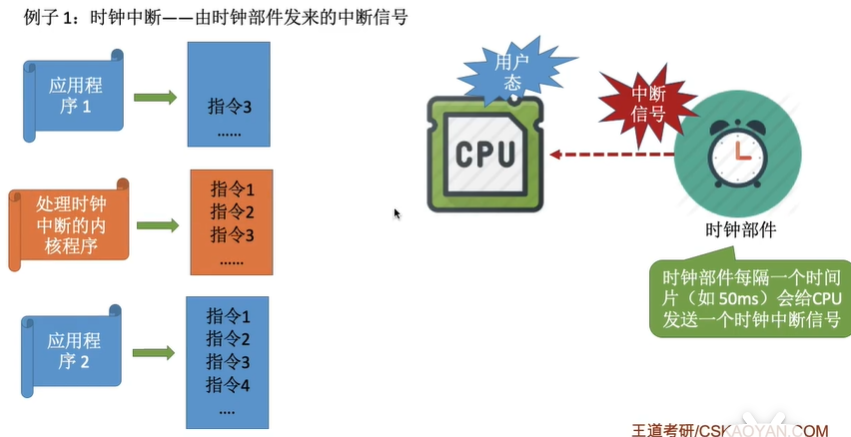 例子1：时钟中断——由时钟部件发来的中断信号
应用程
序1
指令3
......
处理时钟
中断的内
核程序
指令1
指令2
指令3
......
应用程
序2
指令1
指令2
指令3
指令4
....
用户
态
CPU
中断
信号
时钟部件
时钟部件每隔一个时间
片（如50ms）会给CPU
发送一个时钟中断信号
王道考研/CSKAOYAN.COM